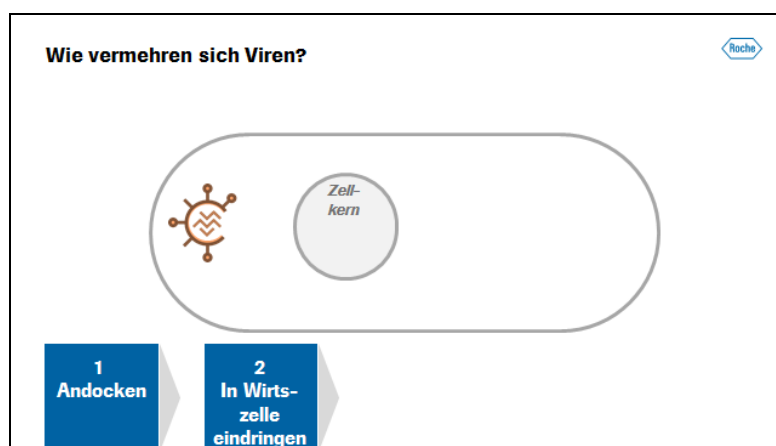 Wie vermehren sich Viren?
Roche
Zell-
kern
1
Andocken
2
In Wirts-
zelle
eindringen